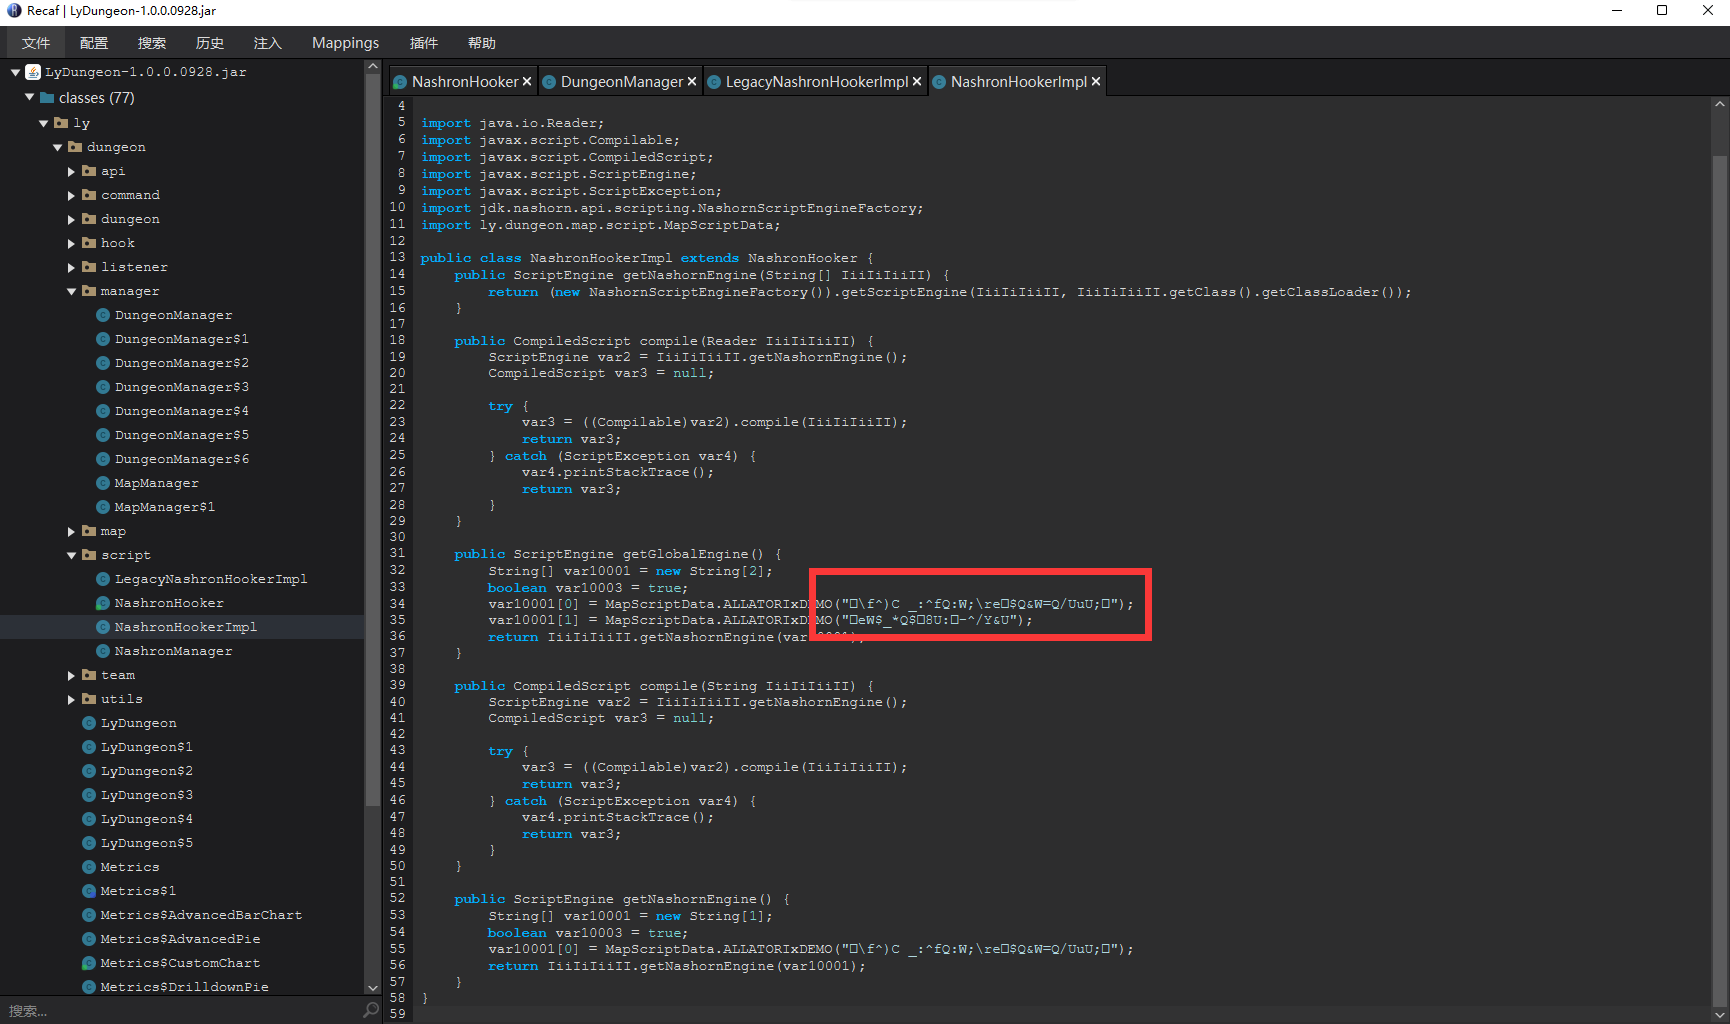 Recaf | LyDungeon-1.0.0.0928.jar
文件 配置 搜索 历史 注入 Mappings 插件 帮助
LyDungeon-1.0.0.0928.jar
classes (77)
ly
dungeon
api
command
dungeon
hook
listener
manager
DungeonManager
DungeonManager$1
DungeonManager$2
DungeonManager$3
DungeonManager$4
DungeonManager$5
DungeonManager$6
MapManager
MapManager$1
map
script
LegacyNashronHookerImpl
NashronHooker
NashronHookerImpl
NashronManager
team
utils
LyDungeon
LyDungeon$1
LyDungeon$2
LyDungeon$3
LyDungeon$4
LyDungeon$5
Metrics
Metrics$1
Metrics$AdvancedBarChart
Metrics$AdvancedPie
Metrics$CustomChart
Metrics$DrilldownPie
搜索...
NashronHooker DungeonManager LegacyNashronHookerImpl NashronHookerImpl
4
5 import java.io.Reader;
6 import javax.script.Compilable;
7 import javax.script.CompiledScript;
8 import javax.script.ScriptEngine;
9 import javax.script.ScriptException;
10 import jdk.nashorn.api.scripting.NashornScriptEngineFactory;
11 import ly.dungeon.map.script.MapScriptData;
12
13 public class NashronHookerImpl extends NashronHooker {
14 public ScriptEngine getNashornEngine(String[] IiiIiIiiII) {
15 return (new NashornScriptEngineFactory()).getScriptEngine(IiiIiIiiII, IiiIiIiiII.getClass().getClassLoader());
16 }
17
18 public CompiledScript compile(Reader IiiIiIiiII) {
19 ScriptEngine var2 = IiiIiIiiII.getNashornEngine();
20 CompiledScript var3 = null;
21
22 try {
23 var3 = ((Compilable)var2).compile(IiiIiIiiII);
24 return var3;
25 } catch (ScriptException var4) {
26 var4.printStackTrace();
27 return var3;
28 }
29 }
30
31 public ScriptEngine getGlobalEngine() {
32 String[] var10001 = new String[2];
33 boolean var10003 = true;
34 var10001[0] = MapScriptData.ALLATORIxDEMO("□\f^)C _:^fQ:W;\re□$Q&W=Q/UuU;□");
35 var10001[1] = MapScriptData.ALLATORIxDEMO("□eW$_*Q$□8U:□-^/Y&U");
36 return IiiIiIiiII.getNashornEngine(var10001);
37 }
38
39 public CompiledScript compile(String IiiIiIiiII) {
40 ScriptEngine var2 = IiiIiIiiII.getNashornEngine();
41 CompiledScript var3 = null;
42
43 try {
44 var3 = ((Compilable)var2).compile(IiiIiIiiII);
45 return var3;
46 } catch (ScriptException var4) {
47 var4.printStackTrace();
48 return var3;
49 }
50 }
51
52 public ScriptEngine getNashornEngine() {
53 String[] var10001 = new String[1];
54 boolean var10003 = true;
55 var10001[0] = MapScriptData.ALLATORIxDEMO("□\f^)C _:^fQ:W;\re□$Q&W=Q/UuU;□");
56 return IiiIiIiiII.getNashornEngine(var10001);
57 }
58 }
59